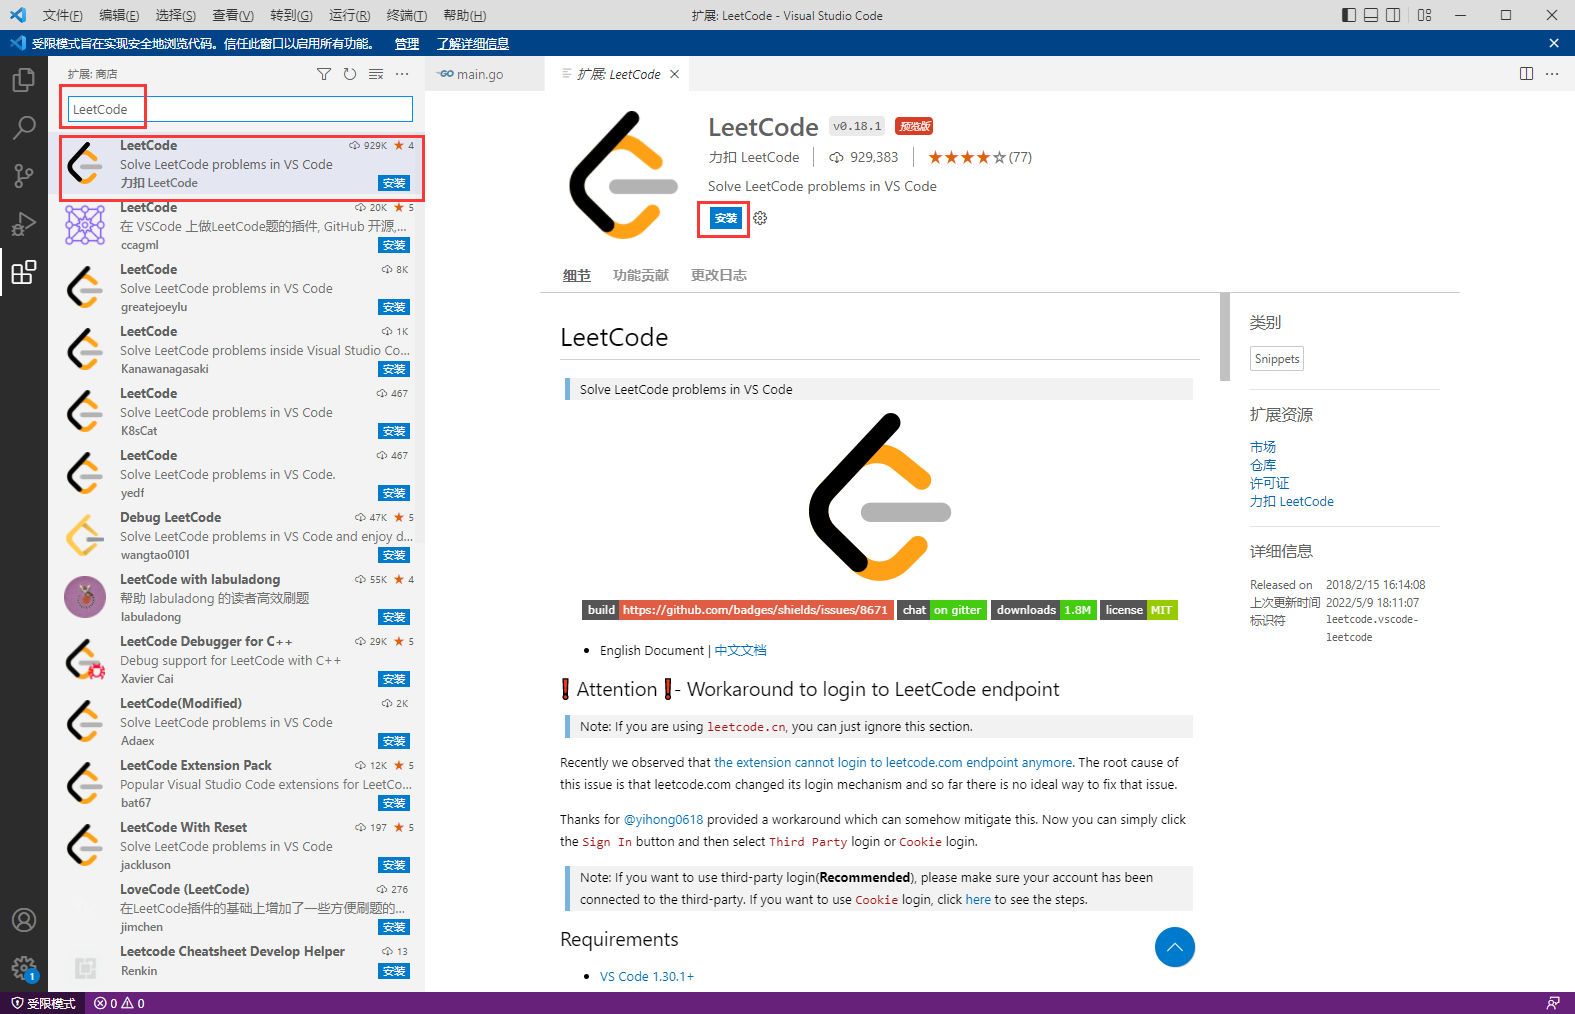 文件(F) 编辑(E) 选择(S) 查看(V) 转到(G) 运行(R) 终端(T) 帮助(H)
扩展: LeetCode - Visual Studio Code
受限模式旨在实现安全地浏览代码。信任此窗口以启用所有功能。 管理 了解详细信息
扩展: 商店
LeetCode
LeetCode 929K ★ 4
Solve LeetCode problems in VS Code
力扣 LeetCode 安装
LeetCode 20K ★ 5
在 VSCode 上做LeetCode题的插件, GitHub 开源,...
ccagml 安装
LeetCode 8K
Solve LeetCode problems in VS Code
greatejoeylu 安装
LeetCode 1K
Solve LeetCode problems inside Visual Studio Co...
Kanawanagasaki 安装
LeetCode 467
Solve LeetCode problems in VS Code
K8sCat 安装
LeetCode 467
Solve LeetCode problems in VS Code.
yedf 安装
Debug LeetCode 47K ★ 5
Solve LeetCode problems in VS Code and enjoy d...
wangtao0101 安装
LeetCode with labuladong 55K ★ 4
帮助 labuladong 的读者高效刷题
labuladong 安装
LeetCode Debugger for C++ 29K ★ 5
Debug support for LeetCode with C++
Xavier Cai 安装
LeetCode(Modified) 2K
Solve LeetCode problems in VS Code
Adaex 安装
LeetCode Extension Pack 12K ★ 5
Popular Visual Studio Code extensions for LeetCo...
bat67 安装
LeetCode With Reset 197 ★ 5
Solve LeetCode problems in VS Code
jackluson 安装
LoveCode (LeetCode) 276
在LeetCode插件的基础上增加了一些方便刷题的...
jimchen 安装
Leetcode Cheatsheet Develop Helper 13
Renkin 安装
GO main.go 扩展: LeetCode
LeetCode v0.18.1 预览版
力扣 LeetCode 929,383 ★★★★☆(77)
Solve LeetCode problems in VS Code
安装
细节 功能贡献 更改日志
LeetCode
Solve LeetCode problems in VS Code
build https://github.com/badges/shields/issues/8671 chat on gitter downloads 1.8M license MIT
• English Document | 中文文档
❗ Attention ❗- Workaround to login to LeetCode endpoint
Note: If you are using leetcode.cn, you can just ignore this section.
Recently we observed that the extension cannot login to leetcode.com endpoint anymore. The root cause of
this issue is that leetcode.com changed its login mechanism and so far there is no ideal way to fix that issue.
Thanks for @yihong0618 provided a workaround which can somehow mitigate this. Now you can simply click
the Sign In button and then select Third Party login or Cookie login.
Note: If you want to use third-party login(Recommended), please make sure your account has been
connected to the third-party. If you want to use Cookie login, click here to see the steps.
Requirements
• VS Code 1.30.1+
类别
Snippets
扩展资源
市场
仓库
许可证
力扣 LeetCode
详细信息
Released on 2018/2/15 16:14:08
上次更新时间 2022/5/9 18:11:07
标识符 leetcode.vscode-
leetcode
1
受限模式 0 0